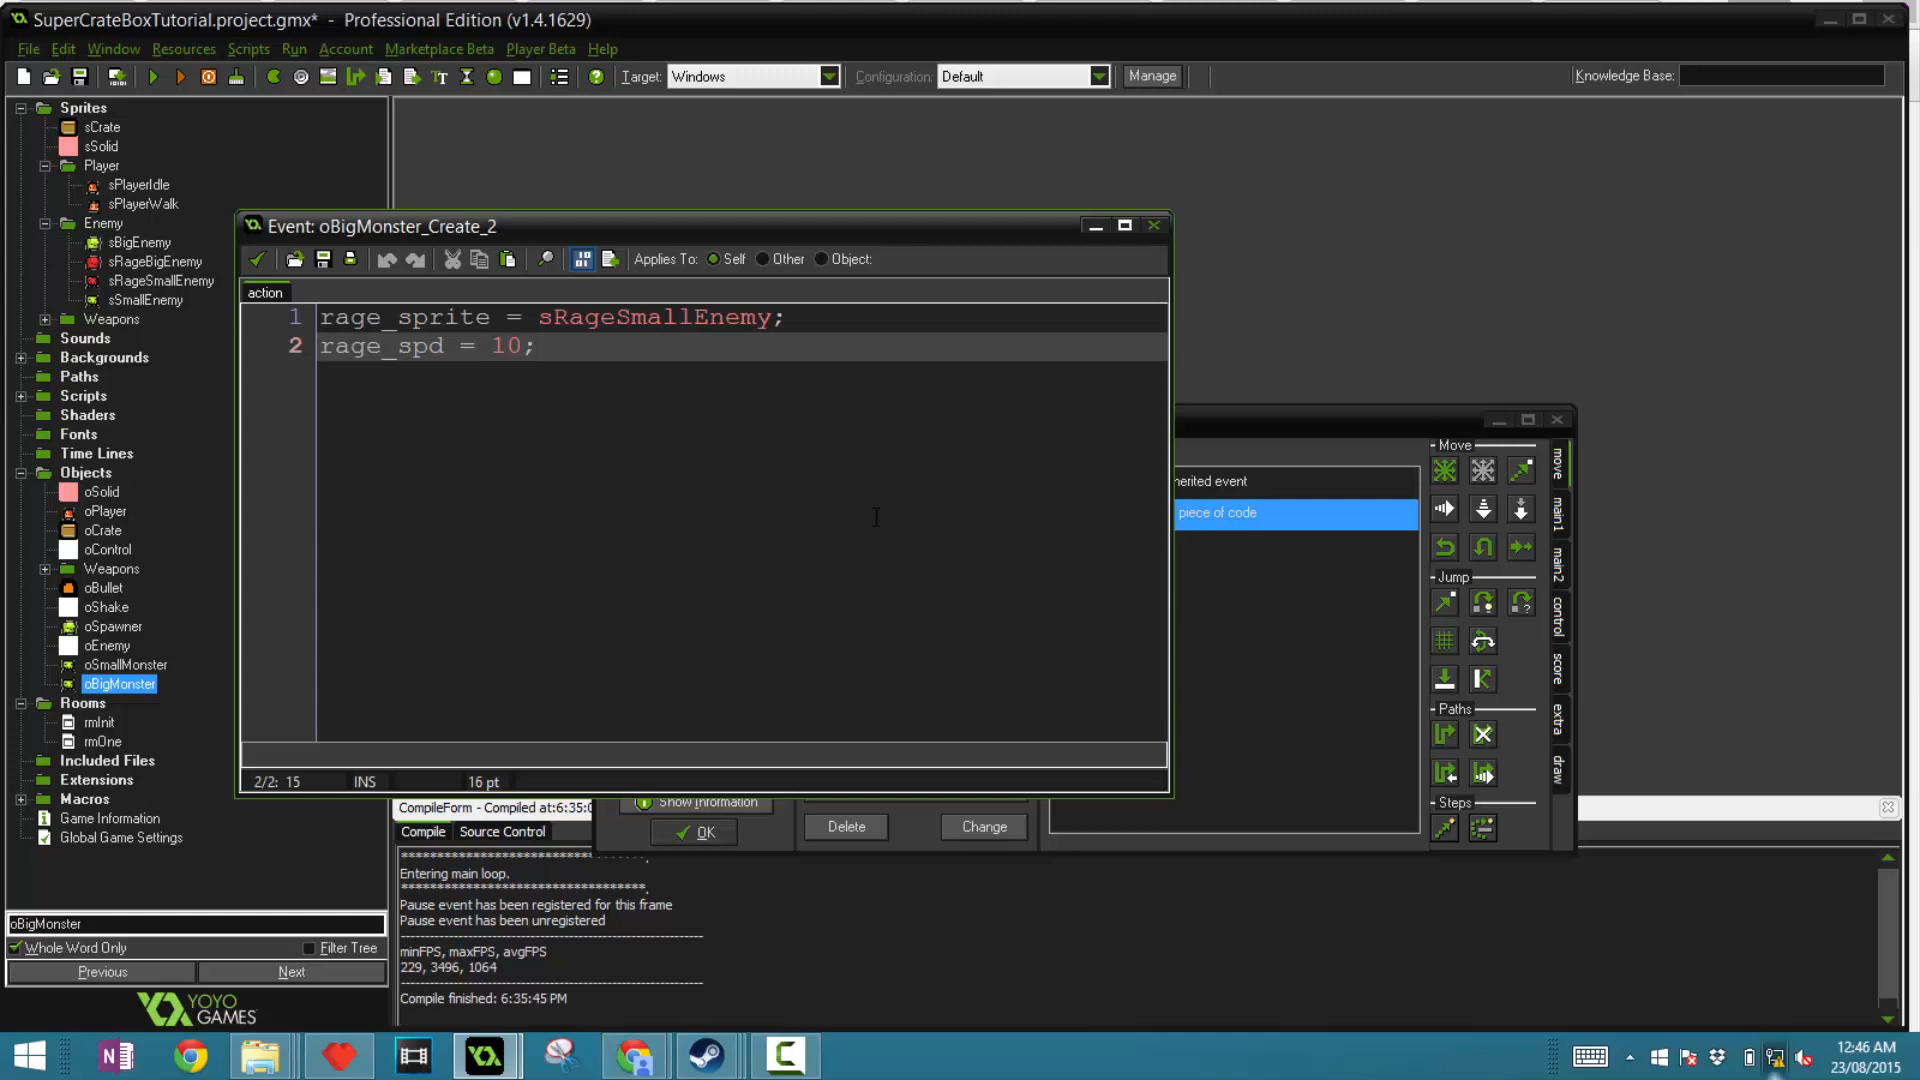 SuperCrateBoxTutorial.project.gmx* - Professional Edition (v1.4.1629)
File Edit Window Resources Scripts Run Account Marketplace Beta Player Beta Help
Target: Windows Configuration: Default Manage Knowledge Base:
Sprites
sCrate
sSolid
Player
sPlayerIdle
sPlayerWalk
Enemy
sBigEnemy
sRageBigEnemy
sRageSmallEnemy
sSmallEnemy
Weapons
Sounds
Backgrounds
Paths
Scripts
Shaders
Fonts
Time Lines
Objects
oSolid
oPlayer
oCrate
oControl
Weapons
oBullet
oShake
oSpawner
oEnemy
oSmallMonster
oBigMonster
Rooms
rmInit
rmOne
Included Files
Extensions
Macros
Game Information
Global Game Settings
oBigMonster
Whole Word Only Filter Tree
Previous Next
YOYO
GAMES
Event: oBigMonster_Create_2
Applies To: Self Other Object:
action
1 rage_sprite = sRageSmallEnemy;
2 rage_spd = 10;
2/2: 15 INS 16 pt
herited event
piece of code
Move
Jump
Paths
Steps
move
main1
main2
control
score
extra
draw
Show Information
OK
Delete Change
CompileForm - Compiled at:6:35:0
Compile Source Control
***********************************.
Entering main loop.
***********************************.
Pause event has been registered for this frame
Pause event has been unregistered
minFPS, maxFPS, avgFPS
229, 3496, 1064
Compile finished: 6:35:45 PM
12:46 AM
23/08/2015